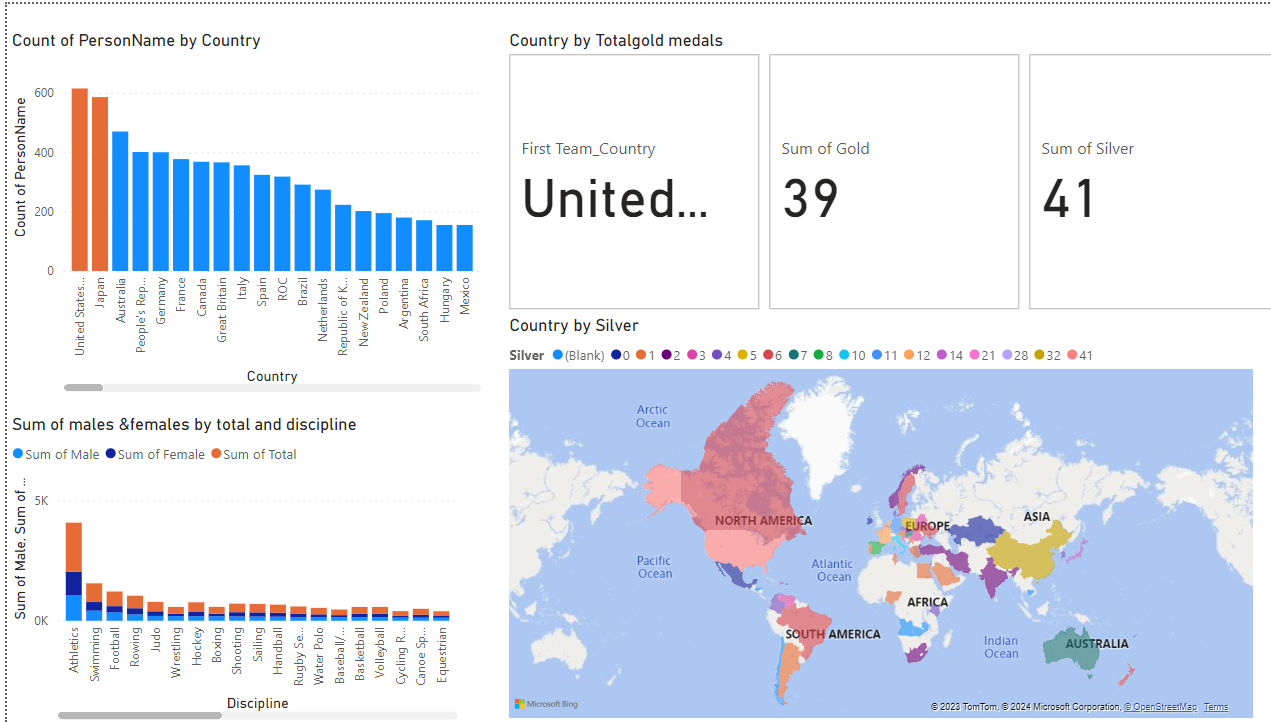 Count of PersonName by Country
Count of PersonName
600
400
200
0
United States...
Japan
Australia
People's Rep...
Germany
France
Canada
Great Britain
Italy
Spain
ROC
Brazil
Netherlands
Republic of K...
New Zealand
Poland
Argentina
South Africa
Hungary
Mexico
Country
Sum of males &females by total and discipline
Sum of Male Sum of Female Sum of Total
Sum of Male, Sum of ...
5K
0K
Athletics
Swimming
Football
Rowing
Judo
Wrestling
Hockey
Boxing
Shooting
Sailing
Handball
Rugby Se...
Water Polo
Baseball/...
Basketball
Volleyball
Cycling R...
Canoe Sp...
Equestrian
Discipline
Country by Totalgold medals
First Team_Country
United...
Sum of Gold
39
Sum of Silver
41
Country by Silver
Silver (Blank) 0 1 2 3 4 5 6 7 8 10 11 12 14 21 28 32 41
Arctic
Ocean
NORTH AMERICA
EUROPE
ASIA
Pacific
Ocean
Atlantic
Ocean
AFRICA
SOUTH AMERICA
Indian
Ocean
AUSTRALIA
Microsoft Bing
© 2023 TomTom, © 2024 Microsoft Corporation, © OpenStreetMap Terms